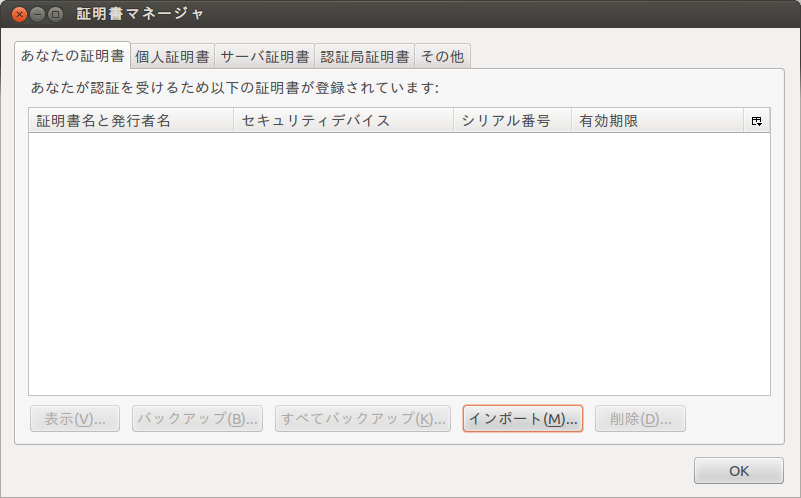 証明書マネージャ
あなたの証明書 個人証明書 サーバ証明書 認証局証明書 その他
あなたが認証を受けるため以下の証明書が登録されています:
証明書名と発行者名 セキュリティデバイス シリアル番号 有効期限
表示(V)... バックアップ(B)... すべてバックアップ(K)... インポート(M)... 削除(D)...
OK